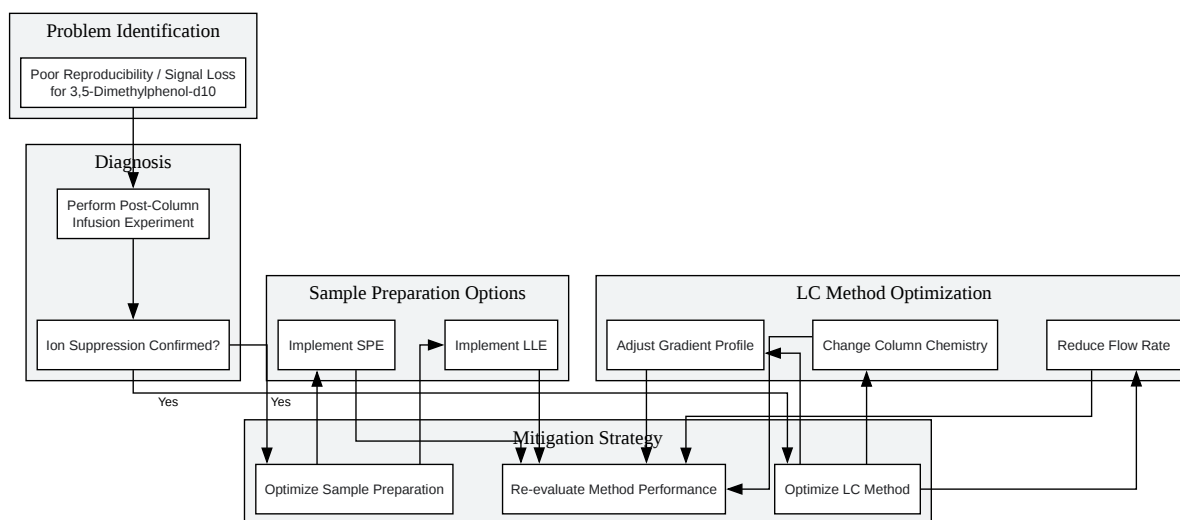 Problem Identification
Poor Reproducibility / Signal Loss
for 3,5-Dimethylphenol-d10
Diagnosis
Perform Post-Column
Infusion Experiment
Ion Suppression Confirmed?
Sample Preparation Options
Implement SPE
Implement LLE
LC Method Optimization
Adjust Gradient Profile
Change Column Chemistry
Reduce Flow Rate
Yes
Yes
Mitigation Strategy
Optimize Sample Preparation
Re-evaluate Method Performance
Optimize LC Method